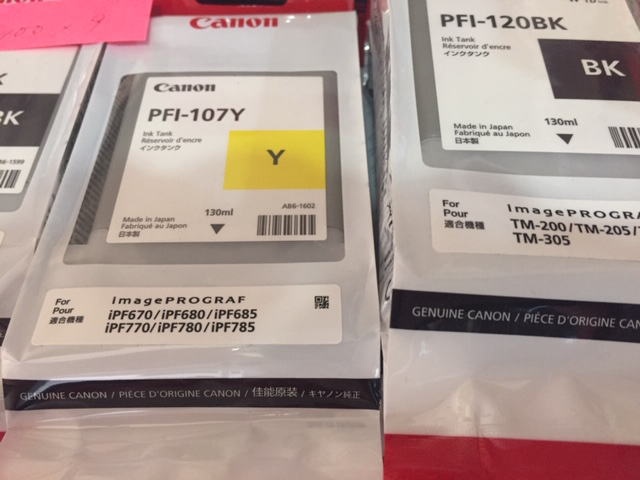 Canon
Canon
PFI-107Y
Ink Tank
Réservoir d'encre
インクタンク
Y
AB6-1602
130ml
Made in Japan
Fabriqué au Japon
日本製
For
Pour
適合機種
imagePROGRAF
iPF670/iPF680/iPF685
iPF770/iPF780/iPF785
GENUINE CANON / PIÈCE D'ORIGINE CANON / 佳能原装 / キヤノン純正
PFI-120BK
Ink Tank
Réservoir d'encre
インクタンク
BK
130ml
Made in Japan
Fabriqué au Japon
日本製
For
Pour
適合機種
imagePROGRAF
TM-200/TM-205/
TM-305
GENUINE CANON / PIÈCE D'ORIGINE
BK